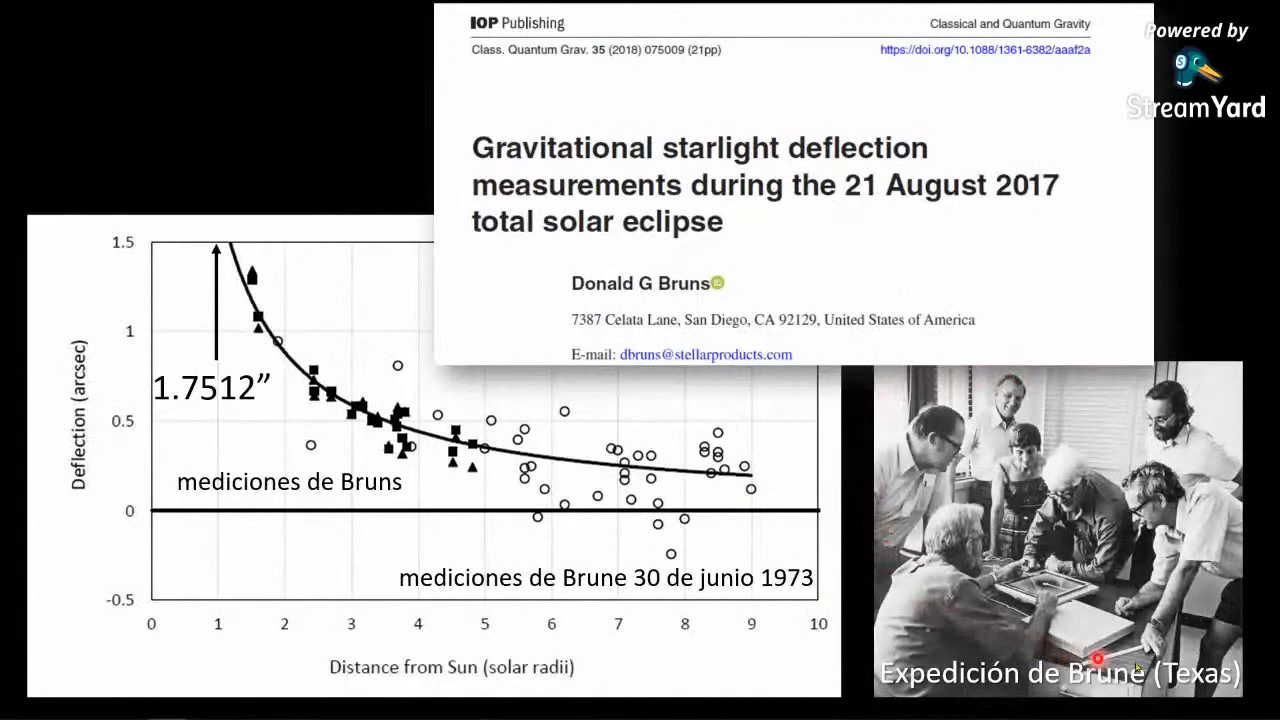 IOP Publishing
Classical and Quantum Gravity
Class. Quantum Grav. 35 (2018) 075009 (21pp)
https://doi.org/10.1088/1361-6382/aaaf2a
Powered by
StreamYard
Gravitational starlight deflection
measurements during the 21 August 2017
total solar eclipse
Donald G Bruns
7387 Celata Lane, San Diego, CA 92129, United States of America
E-mail: dbruns@stellarproducts.com
1.5
1
0.5
0
-0.5
Deflection (arcsec)
1.7512”
mediciones de Bruns
mediciones de Brune 30 de junio 1973
0 1 2 3 4 5 6 7 8 9 10
Distance from Sun (solar radii)
Expedición de Brune (Texas)